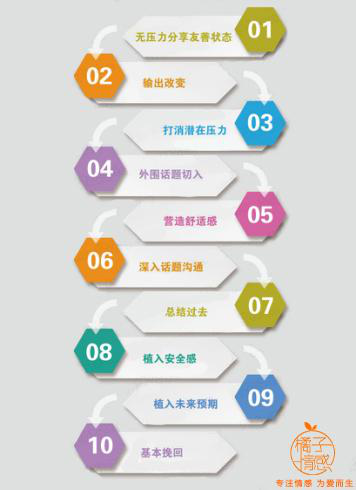 01
无压力分享友善状态
02
输出改变
03
打消潜在压力
04
外围话题切入
05
营造舒适感
06
深入话题沟通
07
总结过去
08
植入安全感
09
植入未来预期
10
基本挽回
橘子
情感
专注情感 为爱而生